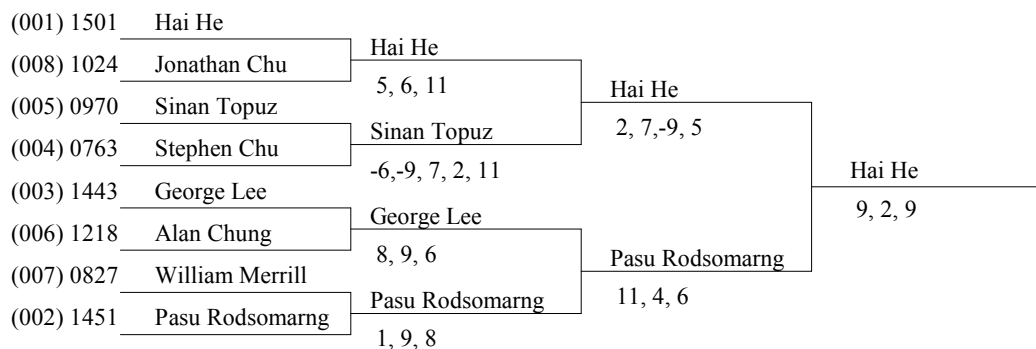 (001) 1501 Hai He
(008) 1024 Jonathan Chu
(005) 0970 Sinan Topuz
(004) 0763 Stephen Chu
(003) 1443 George Lee
(006) 1218 Alan Chung
(007) 0827 William Merrill
(002) 1451 Pasu Rodsomarng
Hai He
5, 6, 11
Sinan Topuz
-6,-9, 7, 2, 11
George Lee
8, 9, 6
Pasu Rodsomarng
1, 9, 8
Hai He
2, 7,-9, 5
Pasu Rodsomarng
11, 4, 6
Hai He
9, 2, 9